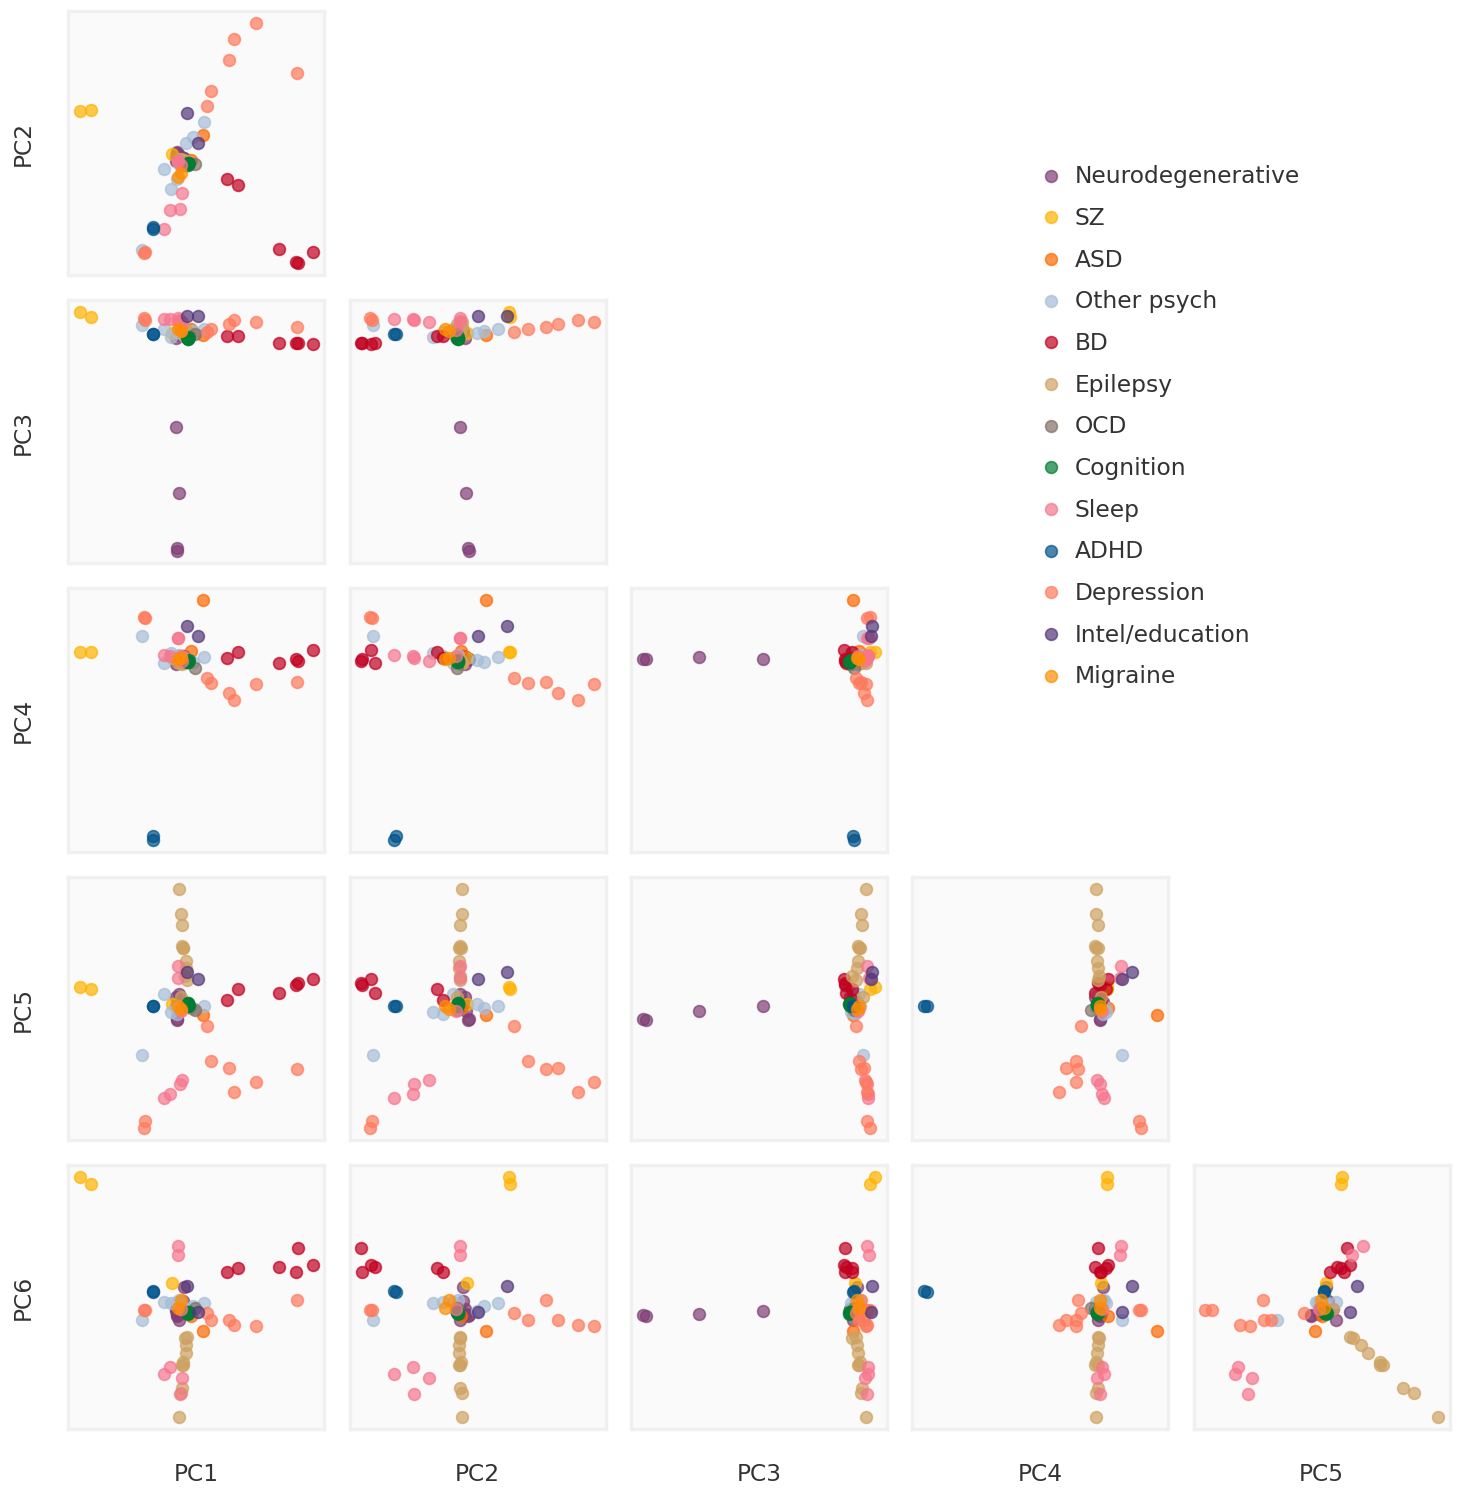 PC2
Neurodegenerative
SZ
ASD
Other psych
BD
Epilepsy
OCD
Cognition
Sleep
ADHD
Depression
Intel/education
Migraine
PC3
PC4
PC5
PC6
PC1
PC2
PC3
PC4
PC5